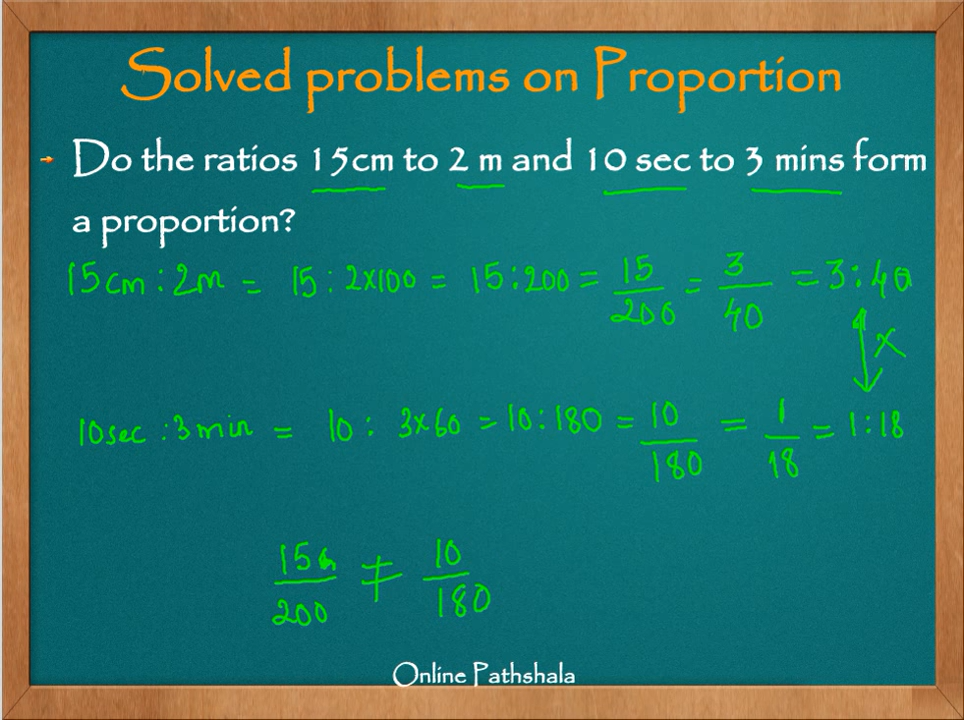 Solved problems on Proportion
Do the ratios 15cm to 2 m and 10 sec to 3 mins form
a proportion?
15cm : 2m = 15 : 2x100 = 15 : 200 = 15/200 = 3/40 = 3 : 40
x
10sec : 3min = 10 : 3x60 = 10 : 180 = 10/180 = 1/18 = 1 : 18
15/200 ≠ 10/180
Online Pathshala